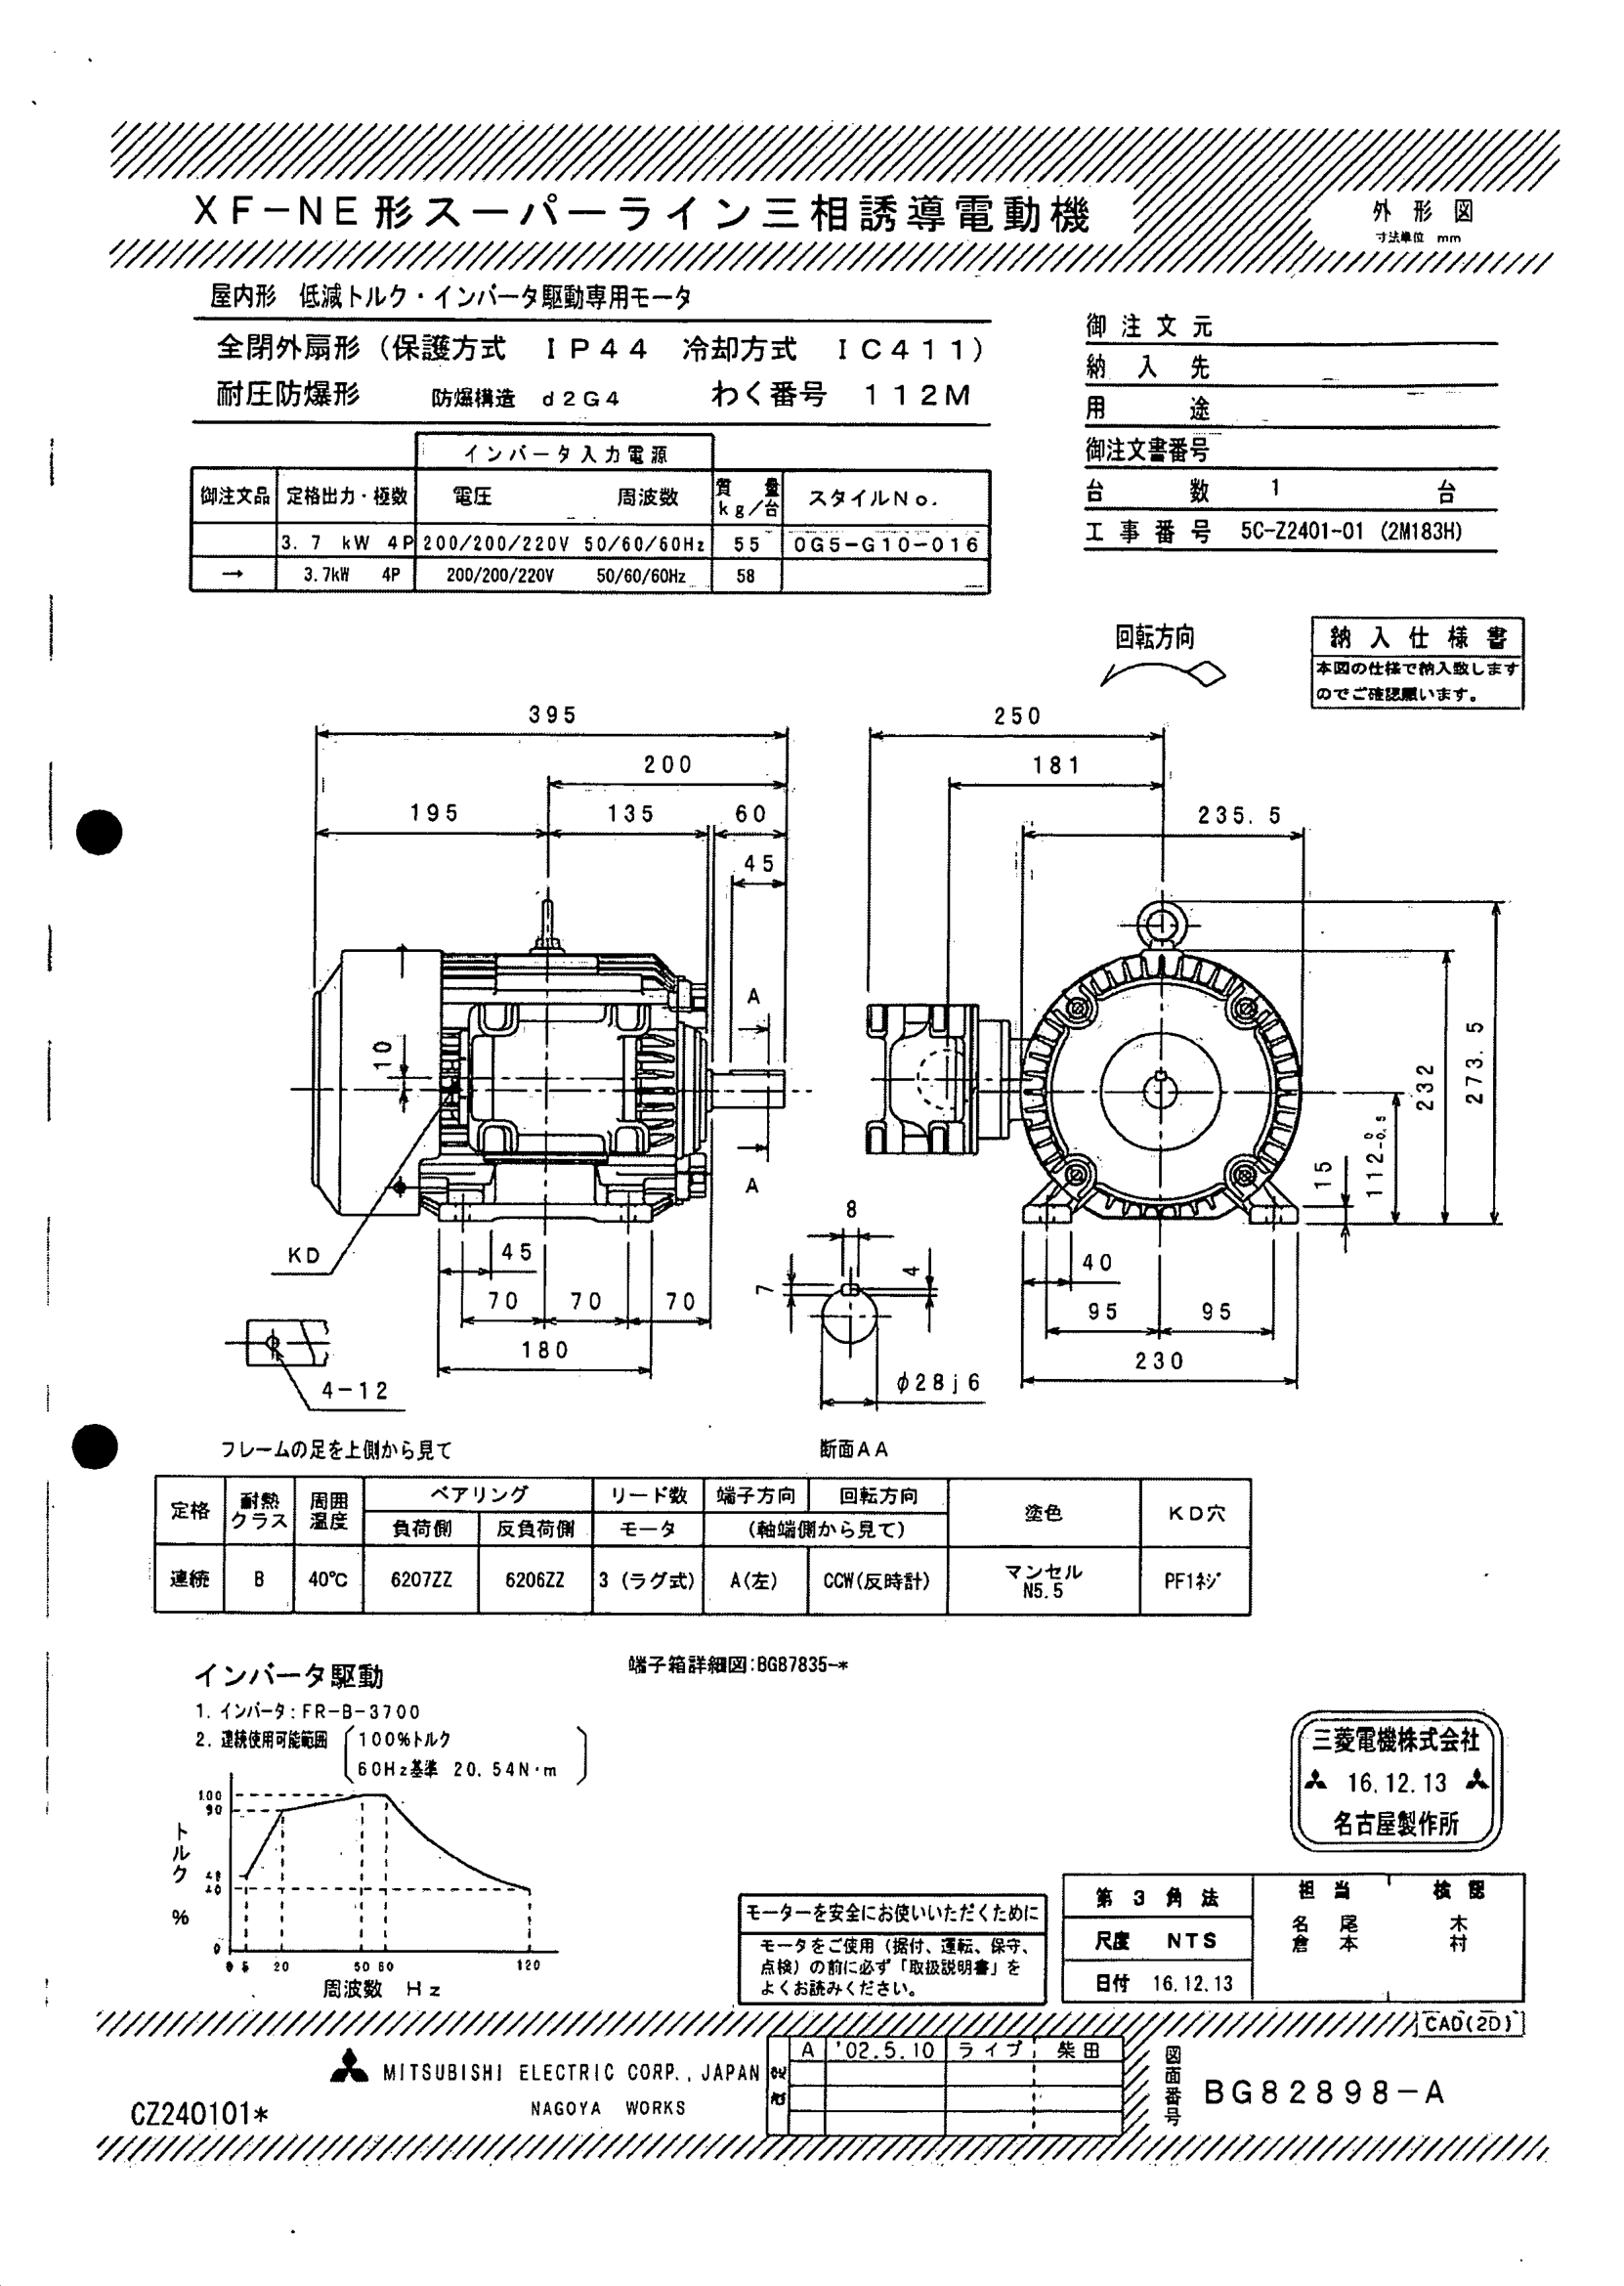 XF-NE形スーパーライン三相誘導電動機
外形図
寸法単位 mm
屋内形 低減トルク・インバータ駆動専用モータ
全閉外扇形(保護方式 IP44 冷却方式 IC411)
耐圧防爆形 防爆構造 d2G4 わく番号 112M
御注文元
納入先
用途
御注文書番号
台数 1 台
工事番号 5C-Z2401-01 (2M183H)
インバータ入力電源
御注文品 定格出力・極数 電圧 周波数 質量 kg/台 スタイルNo.
3.7 kW 4P 200/200/220V 50/60/60Hz 55 0G5-G10-016
→ 3.7kW 4P 200/200/220V 50/60/60Hz 58
回転方向
納入仕様書
本図の仕様で納入致します
のでご確認願います。
395
200
195 135 60
45
10
A
A
KD
45
70 70 70
180
4-12
フレームの足を上側から見て
250
181
235.5
273.5
232
112-0.5 0
15
40
95 95
230
8
7
4
φ28j6
断面AA
定格 耐熱クラス 周囲温度 ベアリング リード数 端子方向 回転方向 塗色 KD穴
負荷側 反負荷側 モータ (軸端側から見て)
連続 B 40℃ 6207ZZ 6206ZZ 3 (ラグ式) A(左) CCW(反時計) マンセル N5.5 PF1ネジ
インバータ駆動
端子箱詳細図:BG87835-*
1. インバータ:FR-B-3700
2. 連続使用可能範囲 100%トルク
60Hz基準 20.54N・m
トルク %
100
90
40
0
20 50 60 120
周波数 Hz
三菱電機株式会社
16.12.13
名古屋製作所
モーターを安全にお使いいただくために
モータをご使用(据付、運転、保守、
点検)の前に必ず「取扱説明書」を
よくお読みください。
第3角法 担当 検認
尺度 NTS 名倉 尾本 木村
日付 16.12.13
CAD(2D)
MITSUBISHI ELECTRIC CORP., JAPAN
NAGOYA WORKS
CZ240101*
A '02.5.10 ライブ 柴田
図面番号 BG82898-A